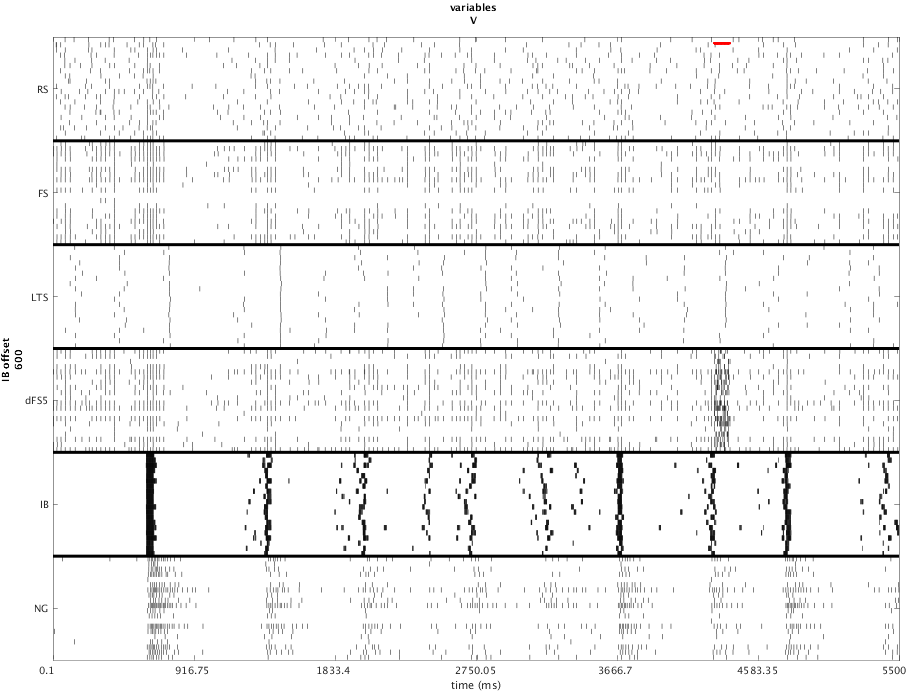 variables
V
RS
FS
LTS
IB offset
600
dFS5
IB
NG
0.1 916.75 1833.4 2750.05 3666.7 4583.35 5500
time (ms)